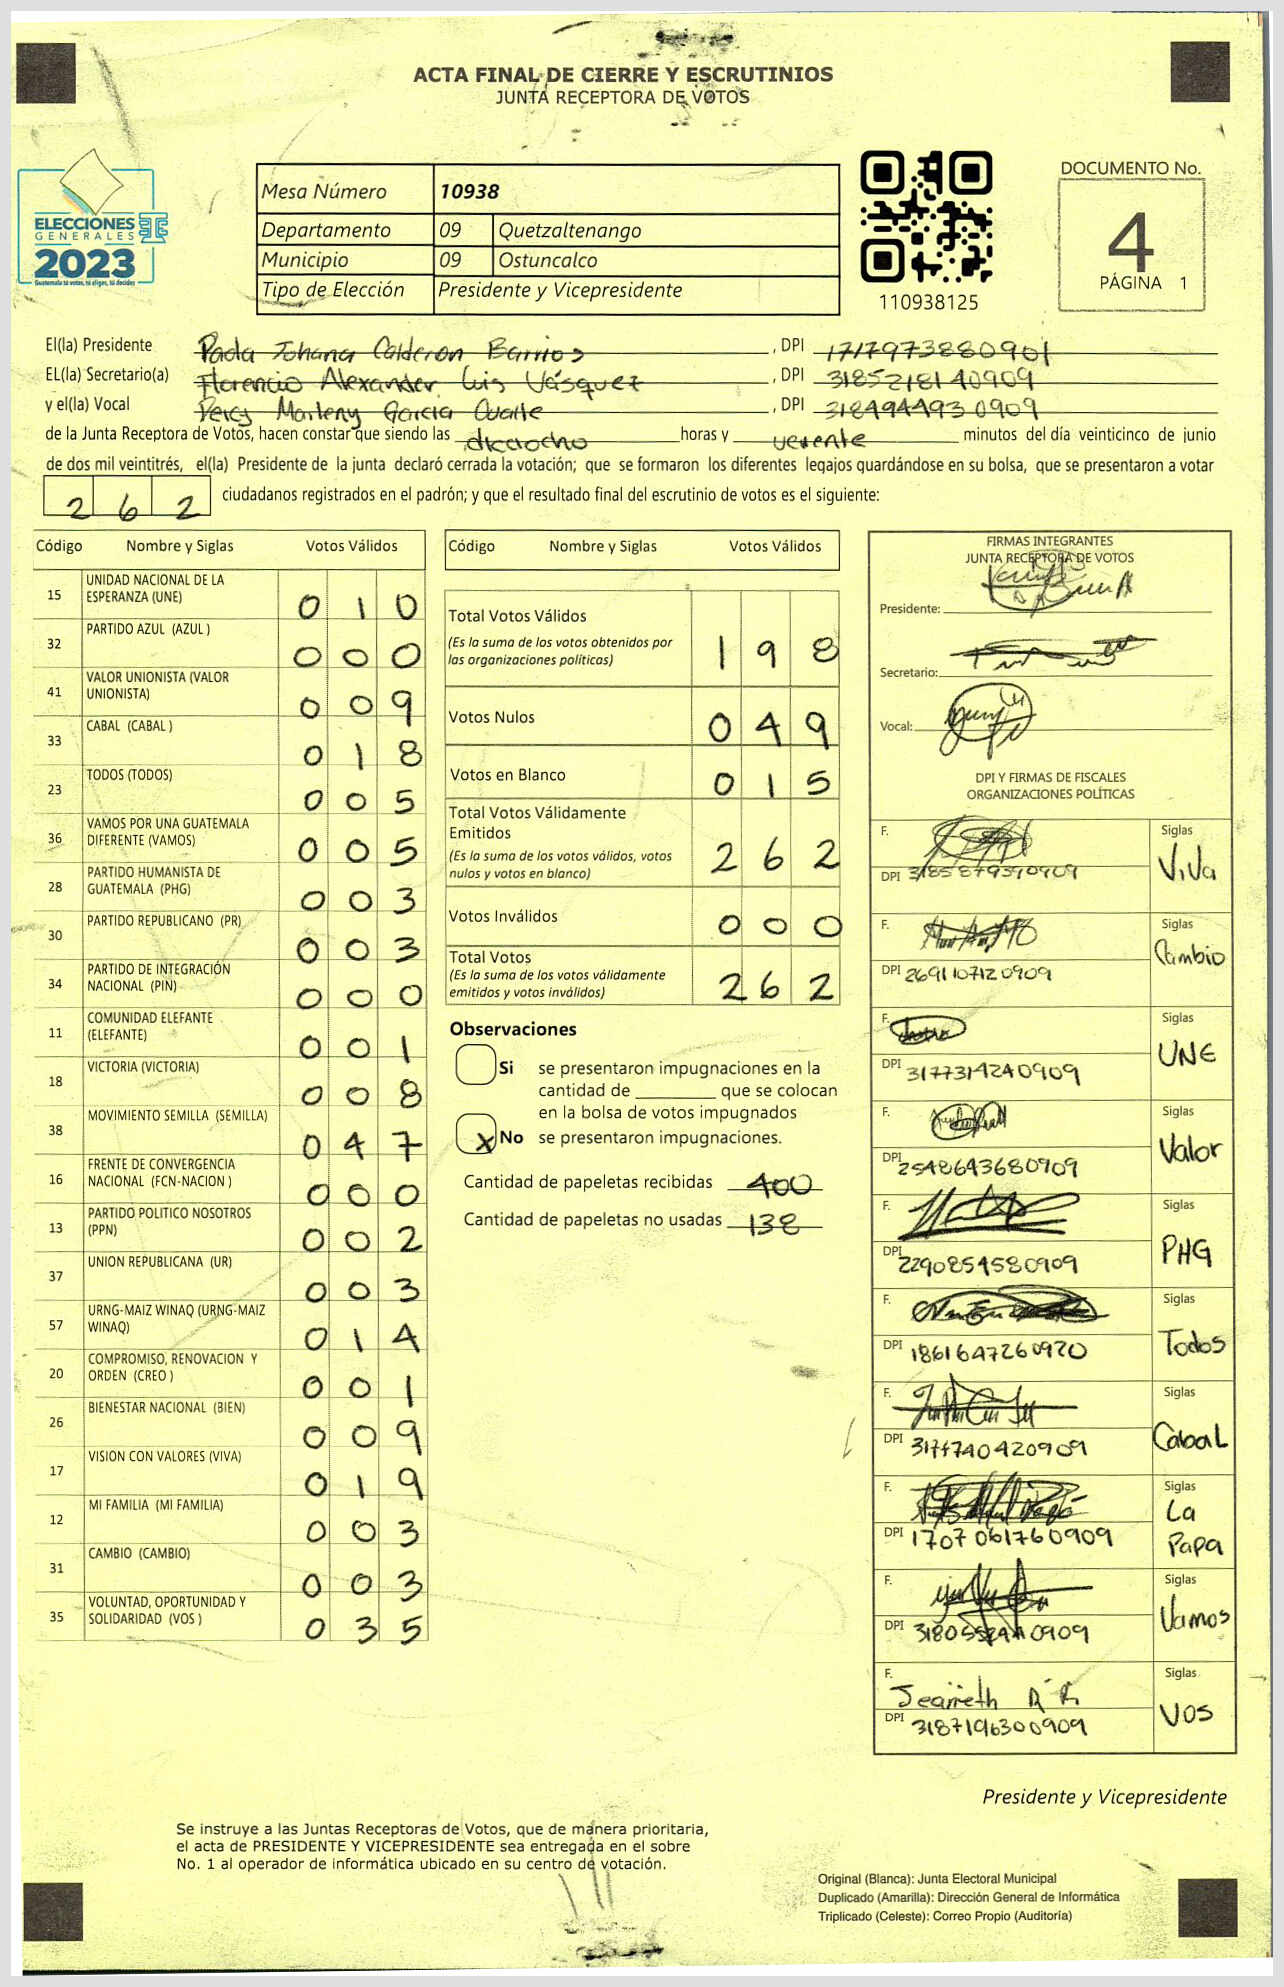 ACTA FINAL DE CIERRE Y ESCRUTINIOS
JUNTA RECEPTORA DE VOTOS
ELECCIONES
GENERALES
2023
Guatemala tú votas, tú eliges, tú decides
Mesa Número 10938
Departamento 09 Quetzaltenango
Municipio 09 Ostuncalco
Tipo de Elección Presidente y Vicepresidente
110938125
DOCUMENTO No.
4
PÁGINA 1
El(la) Presidente Paola Johana Calderon Barrios, DPI 1717973880901
EL(la) Secretario(a) Florencio Alexander Luis Vásquez, DPI 3185218140909
y el(la) Vocal Percy Marleny Garcia, DPI 3184944930909
de la Junta Receptora de Votos, hacen constar que siendo las dieciocho horas y veinte minutos del día veinticinco de junio
de dos mil veintitrés, el(la) Presidente de la junta declaró cerrada la votación; que se formaron los diferentes legajos guardándose en su bolsa, que se presentaron a votar
262 ciudadanos registrados en el padrón; y que el resultado final del escrutinio de votos es el siguiente:
Código Nombre y Siglas Votos Válidos
15 UNIDAD NACIONAL DE LA ESPERANZA (UNE) 0 1 0
32 PARTIDO AZUL (AZUL ) 0 0 0
41 VALOR UNIONISTA (VALOR UNIONISTA) 0 0 9
33 CABAL (CABAL ) 0 1 8
23 TODOS (TODOS) 0 0 5
36 VAMOS POR UNA GUATEMALA DIFERENTE (VAMOS) 0 0 5
28 PARTIDO HUMANISTA DE GUATEMALA (PHG) 0 0 3
30 PARTIDO REPUBLICANO (PR) 0 0 3
34 PARTIDO DE INTEGRACIÓN NACIONAL (PIN) 0 0 0
11 COMUNIDAD ELEFANTE (ELEFANTE) 0 0 1
18 VICTORIA (VICTORIA) 0 0 8
38 MOVIMIENTO SEMILLA (SEMILLA) 0 4 7
16 FRENTE DE CONVERGENCIA NACIONAL (FCN-NACION ) 0 0 0
13 PARTIDO POLITICO NOSOTROS (PPN) 0 0 2
37 UNION REPUBLICANA (UR) 0 0 3
57 URNG-MAIZ WINAQ (URNG-MAIZ WINAQ) 0 1 4
20 COMPROMISO, RENOVACION Y ORDEN (CREO ) 0 0 1
26 BIENESTAR NACIONAL (BIEN) 0 0 9
17 VISION CON VALORES (VIVA) 0 1 9
12 MI FAMILIA (MI FAMILIA) 0 0 3
31 CAMBIO (CAMBIO) 0 0 3
35 VOLUNTAD, OPORTUNIDAD Y SOLIDARIDAD (VOS ) 0 3 5
Código Nombre y Siglas Votos Válidos
Total Votos Válidos 1 9 8
(Es la suma de los votos obtenidos por
las organizaciones políticas)
Votos Nulos 0 4 9
Votos en Blanco 0 1 5
Total Votos Válidamente
Emitidos 2 6 2
(Es la suma de los votos válidos, votos
nulos y votos en blanco)
Votos Inválidos 0 0 0
Total Votos 2 6 2
(Es la suma de los votos válidamente
emitidos y votos inválidos)
Observaciones
Si se presentaron impugnaciones en la
cantidad de ________ que se colocan
en la bolsa de votos impugnados
X No se presentaron impugnaciones.
Cantidad de papeletas recibidas 400
Cantidad de papeletas no usadas 138
FIRMAS INTEGRANTES
JUNTA RECEPTORA DE VOTOS
Presidente:
Secretario:
Vocal:
DPI Y FIRMAS DE FISCALES
ORGANIZACIONES POLÍTICAS
F. Siglas
DPI 3185879390909 ViVa
F. Siglas
DPI 2691107120909 Cambio
F. Siglas
DPI 3177314240909 UNE
F. Siglas
DPI 2548643680909 Valor
F. Siglas
DPI 2290854580909 PHG
F. Siglas
DPI 1861647260920 Todos
F. Siglas
DPI 317740420909 CabaL
F. Siglas
DPI 1707061760909 La Papa
F. Siglas
DPI Vamos
F. Siglas
DPI 3187196300909 VOS
Presidente y Vicepresidente
Se instruye a las Juntas Receptoras de Votos, que de manera prioritaria,
el acta de PRESIDENTE Y VICEPRESIDENTE sea entregada en el sobre
No. 1 al operador de informática ubicado en su centro de votación.
Original (Blanca): Junta Electoral Municipal
Duplicado (Amarilla): Dirección General de Informática
Triplicado (Celeste): Correo Propio (Auditoría)